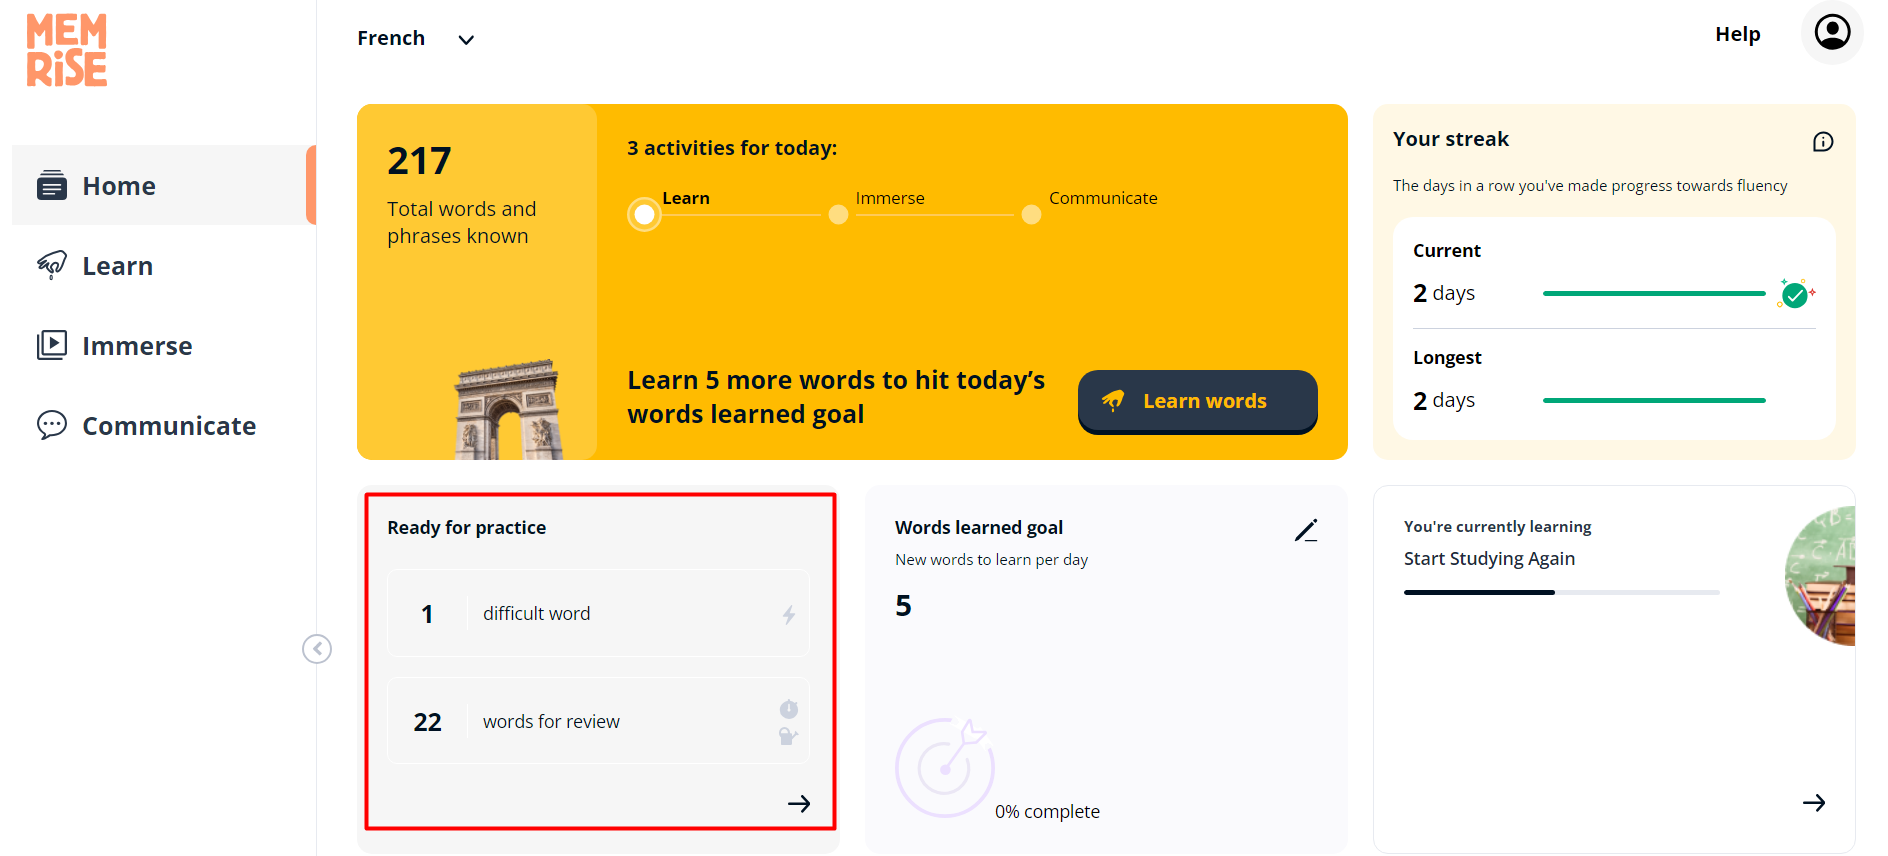 MEM
RiSE
French
Help
Home
Learn
Immerse
Communicate
217
Total words and
phrases known
3 activities for today:
Learn
Immerse
Communicate
Learn 5 more words to hit today’s
words learned goal
Learn words
Your streak
The days in a row you've made progress towards fluency
Current
2 days
Longest
2 days
Ready for practice
1 difficult word
22 words for review
Words learned goal
New words to learn per day
5
0% complete
You're currently learning
Start Studying Again